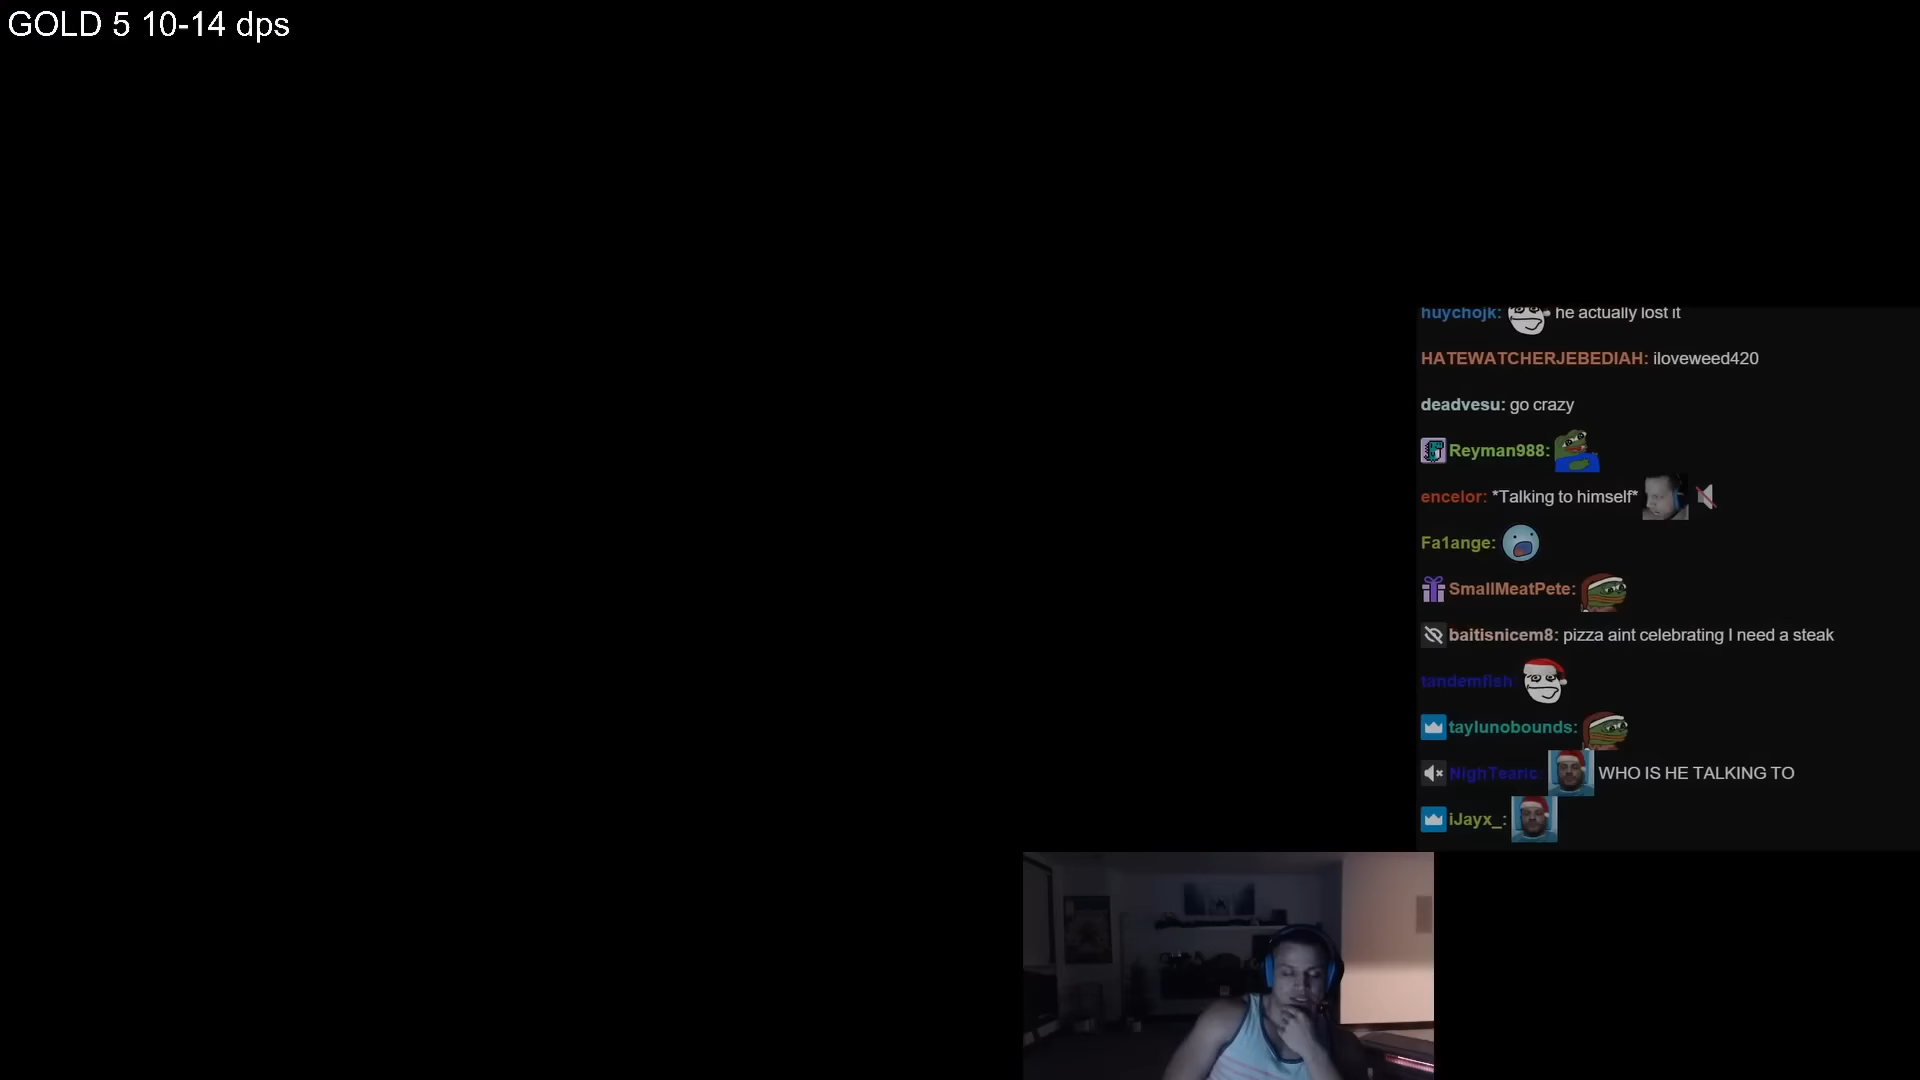 GOLD 5 10-14 dps
huychojk: he actually lost it
HATEWATCHERJEBEDIAH: iloveweed420
deadvesu: go crazy
Reyman988:
encelor: *Talking to himself*
Fa1ange:
SmallMeatPete:
baitisnicem8: pizza aint celebrating I need a steak
tandemfish
taylunobounds:
NighTearic: WHO IS HE TALKING TO
iJayx_: